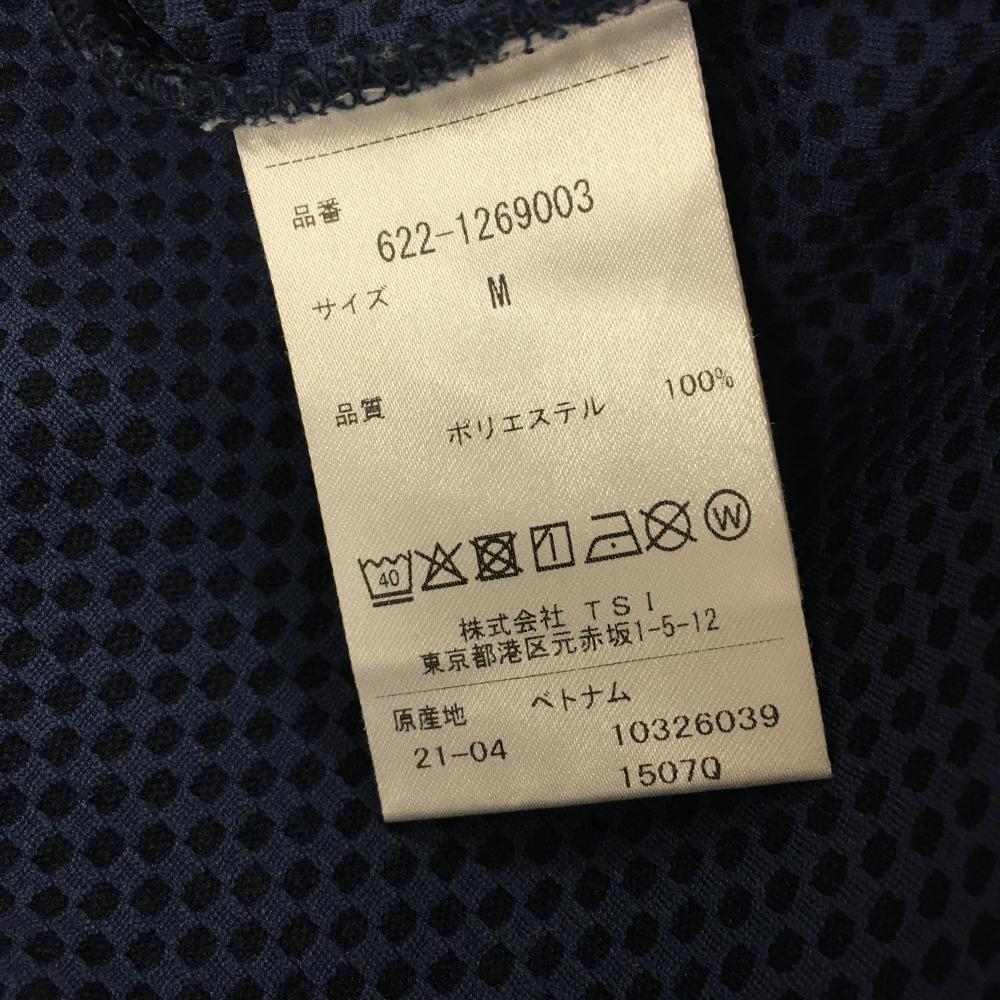 品番
622-1269003
サイズ M
品質
ポリエステル 100%
40 W
株式会社 TSI
東京都港区元赤坂1-5-12
原産地 ベトナム
21-04 10326039
1507Q